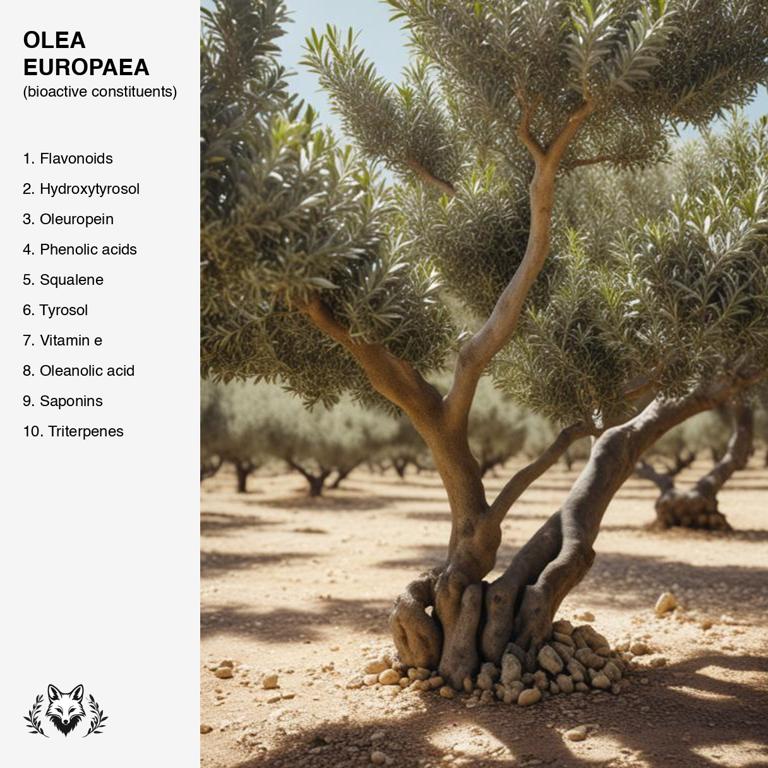 OLEA
EUROPAEA
(bioactive constituents)
1. Flavonoids
2. Hydroxytyrosol
3. Oleuropein
4. Phenolic acids
5. Squalene
6. Tyrosol
7. Vitamin e
8. Oleanolic acid
9. Saponins
10. Triterpenes